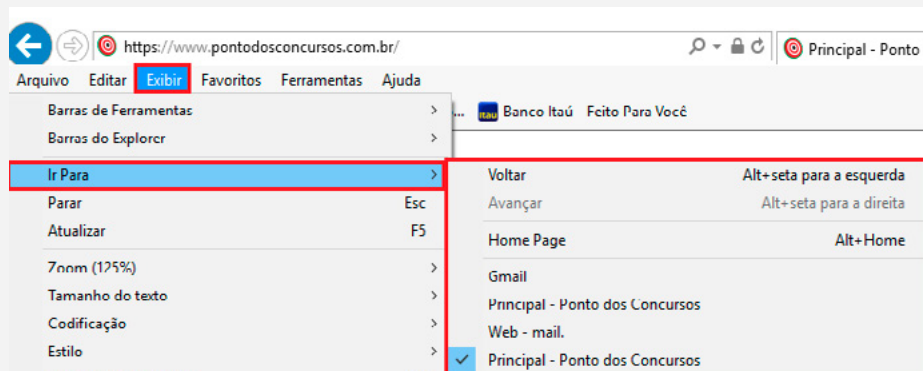 https://www.pontodosconcursos.com.br/ Principal - Ponto
Arquivo Editar Exibir Favoritos Ferramentas Ajuda
Barras de Ferramentas >
... Itaú Banco Itaú Feito Para Você
Barras do Explorer >
Ir Para >
Parar Esc
Atualizar F5
Zoom (125%) >
Tamanho do texto >
Codificação >
Estilo >
Voltar Alt+seta para a esquerda
Avançar Alt+seta para a direita
Home Page Alt+Home
Gmail
Principal - Ponto dos Concursos
Web - mail.
Principal - Ponto dos Concursos